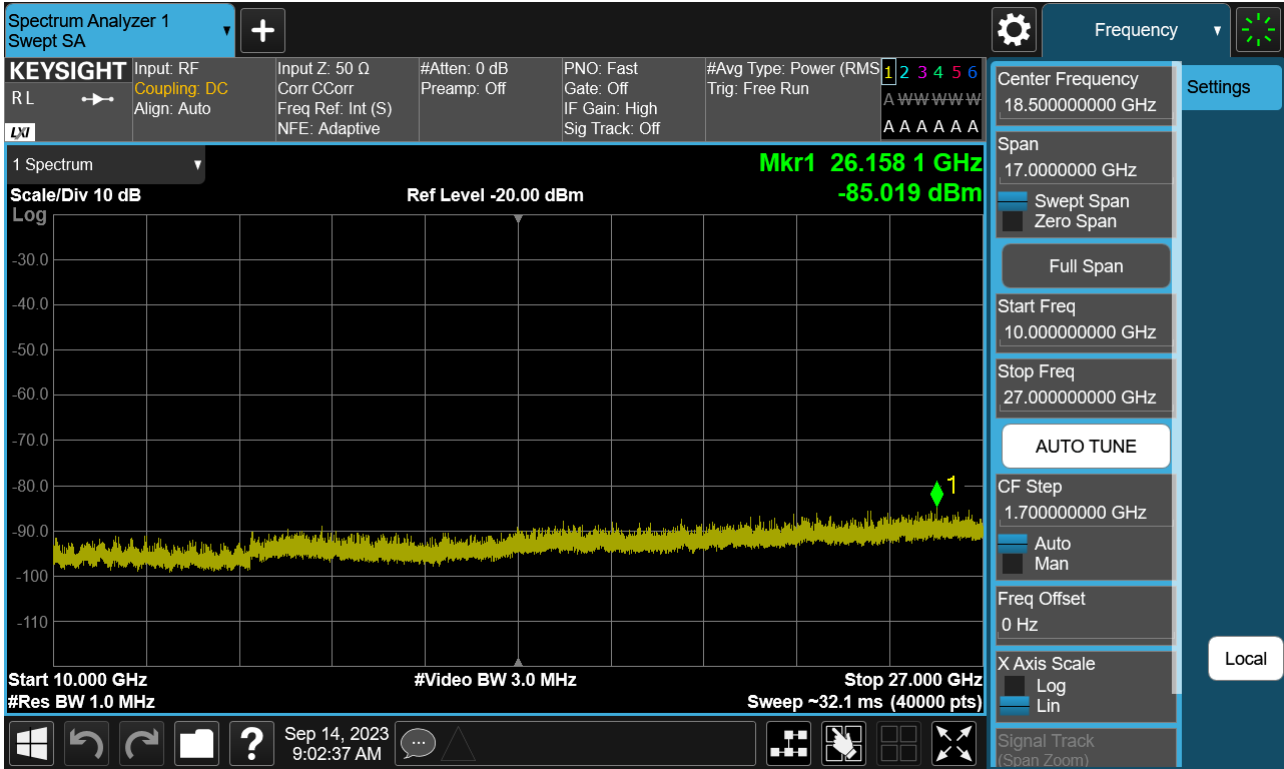 Spectrum Analyzer 1
Swept SA
+
Frequency
KEYSIGHT
R L
LXI
Input: RF
Coupling: DC
Align: Auto
Input Z: 50 Ω
Corr CCorr
Freq Ref: Int (S)
NFE: Adaptive
#Atten: 0 dB
Preamp: Off
PNO: Fast
Gate: Off
IF Gain: High
Sig Track: Off
#Avg Type: Power (RMS
Trig: Free Run
1 2 3 4 5 6
A W W W W W
A A A A A A
1 Spectrum
Scale/Div 10 dB
Log
Ref Level -20.00 dBm
Mkr1 26.158 1 GHz
-85.019 dBm
-30.0
-40.0
-50.0
-60.0
-70.0
-80.0
-90.0
-100
-110
1
Start 10.000 GHz
#Res BW 1.0 MHz
#Video BW 3.0 MHz
Stop 27.000 GHz
Sweep ~32.1 ms (40000 pts)
Center Frequency
18.500000000 GHz
Span
17.0000000 GHz
Swept Span
Zero Span
Full Span
Start Freq
10.000000000 GHz
Stop Freq
27.000000000 GHz
AUTO TUNE
CF Step
1.700000000 GHz
Auto
Man
Freq Offset
0 Hz
X Axis Scale
Log
Lin
Signal Track
(Span Zoom)
Settings
Local
?
Sep 14, 2023
9:02:37 AM